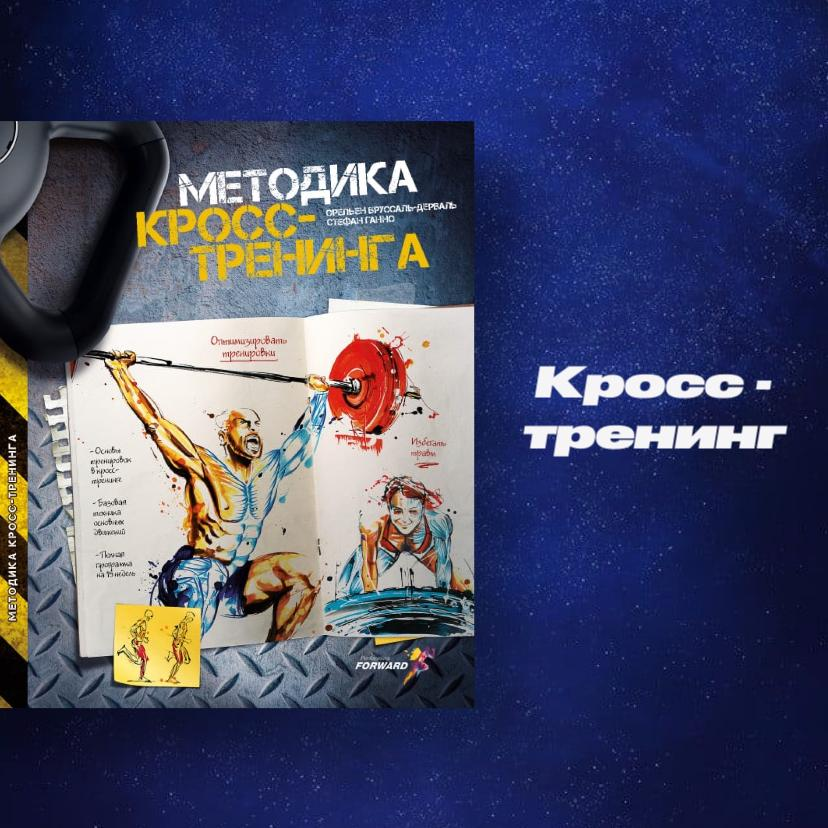 МЕТОДИКА
КРОСС-
ТРЕНИНГА
ОРЕЛЬЕН БРУССАЛЬ-ДЕРВАЛЬ
СТЕФАН ГАННО
Оптимизировать
тренировки
- Основы
тренировок
в кросс-
тренинге
- Базовая
техника
основных
движений
- Полная
программа
на 15 недель
Избегать
травм
FORWARD
МЕТОДИКА КРОСС-ТРЕНИНГА
Кросс -
тренинг